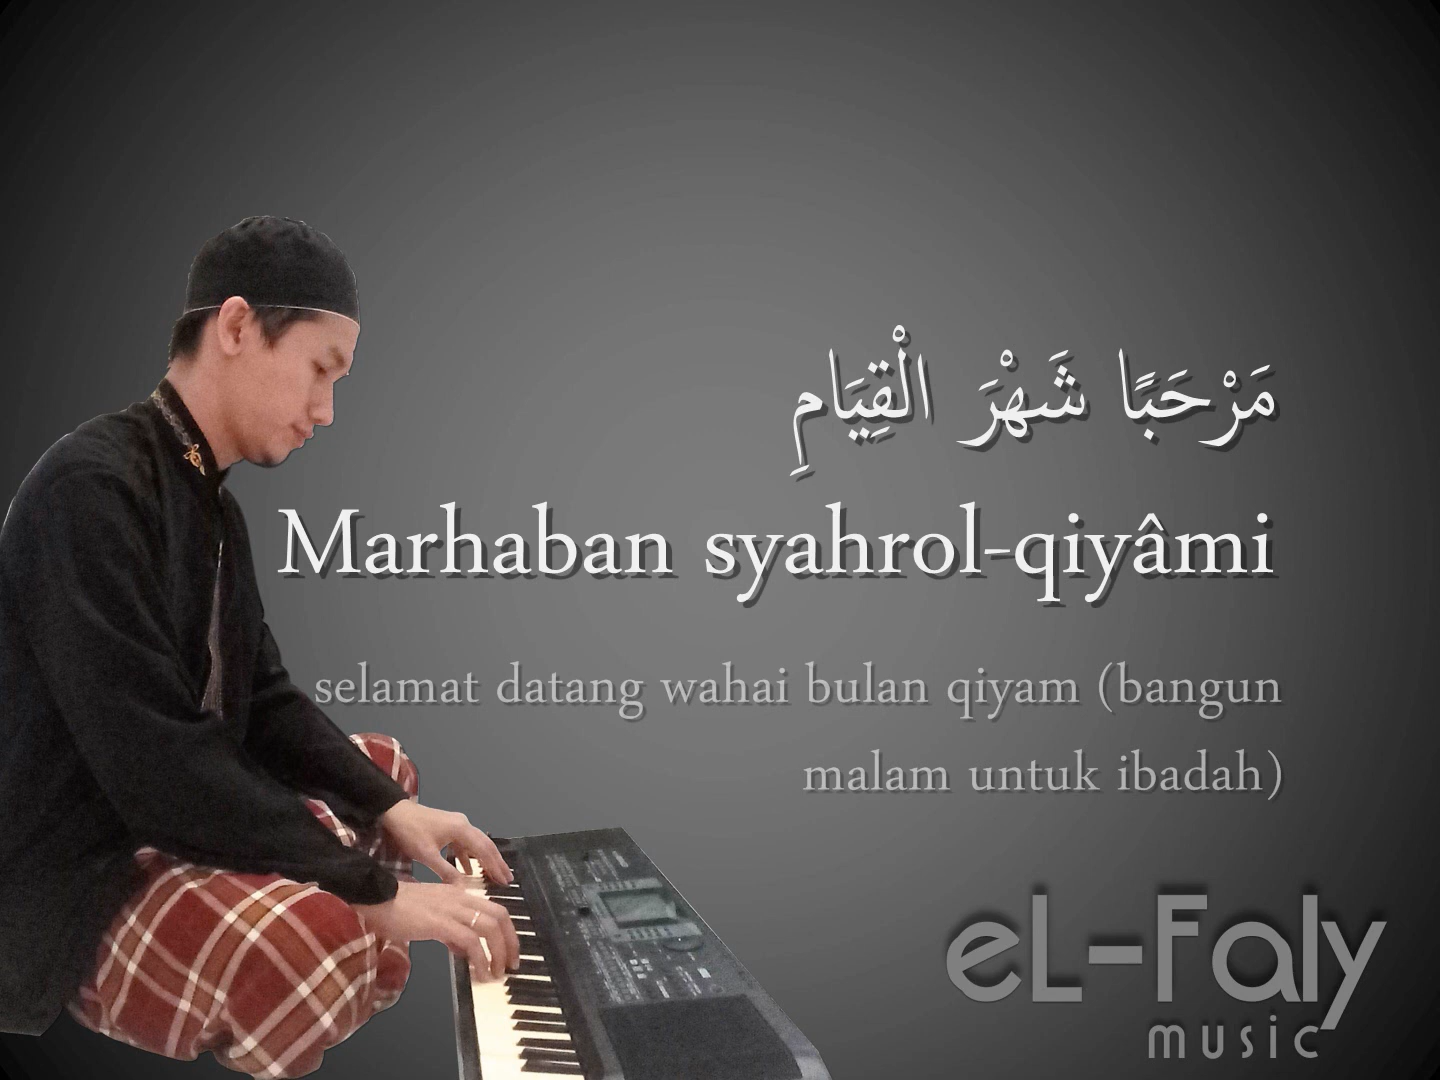 مَرْحَبًا شَهْرَ الْقِيَامِ
Marhaban syahrol-qiyâmi
selamat datang wahai bulan qiyam (bangun
malam untuk ibadah)
eL-Faly
music